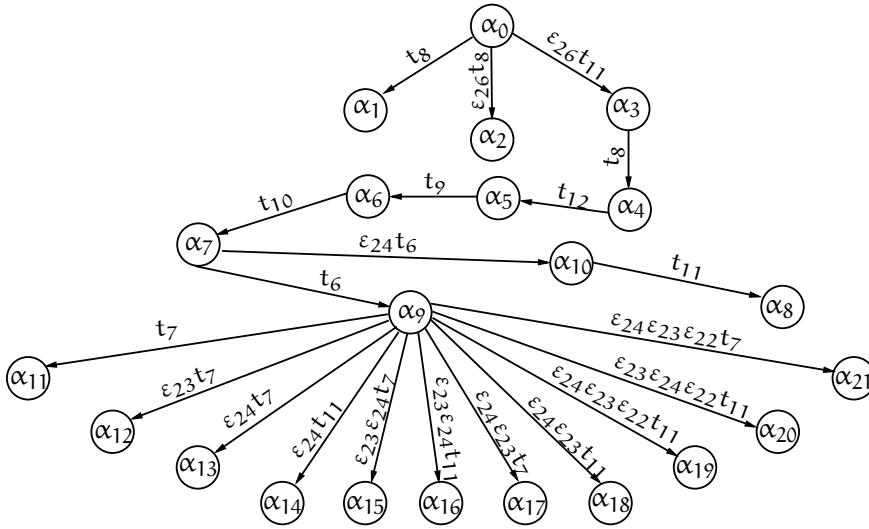 α₀
t₈
ε₂₆t₈
ε₂₆t₁₁
α₁
α₂
α₃
t₈
α₆
t₉
α₅
t₁₂
α₄
t₁₀
α₇
ε₂₄t₆
α₁₀
t₁₁
α₈
t₆
α₉
t₇
ε₂₃t₇
ε₂₄t₇
ε₂₄t₁₁
ε₂₃ε₂₄t₇
ε₂₃ε₂₄t₁₁
ε₂₄ε₂₃t₇
ε₂₄ε₂₃t₁₁
ε₂₄ε₂₃ε₂₂t₁₁
ε₂₃ε₂₄ε₂₂t₁₁
ε₂₄ε₂₃ε₂₂t₇
α₁₁
α₁₂
α₁₃
α₁₄
α₁₅
α₁₆
α₁₇
α₁₈
α₁₉
α₂₀
α₂₁